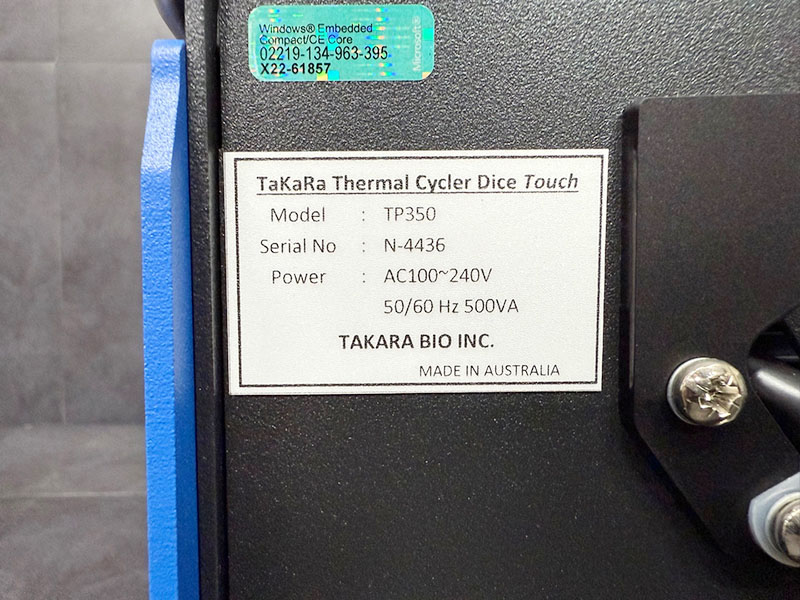 Windows® Embedded
Compact/CE Core
02219-134-963-395
X22-61857
Microsoft®
TaKaRa Thermal Cycler Dice Touch
Model : TP350
Serial No : N-4436
Power : AC100~240V
50/60 Hz 500VA
TAKARA BIO INC.
MADE IN AUSTRALIA